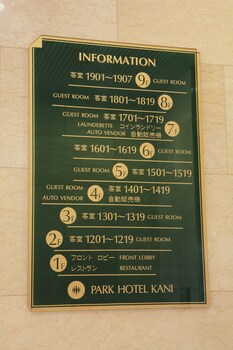 INFORMATION
客室 1901〜1907 9F GUEST ROOM
GUEST ROOM 客室 1801〜1819 8F
GUEST ROOM 客室 1701〜1719 7F
LAUNDERETTE コインランドリー
AUTO VENDOR 自動販売機
客室 1601〜1619 6F GUEST ROOM
GUEST ROOM 5F 客室 1501〜1519
GUEST ROOM 4F 客室 1401〜1419
AUTO VENDOR 自動販売機
3F 客室 1301〜1319 GUEST ROOM
2F 客室 1201〜1219 GUEST ROOM
1F フロント ロビー FRONT LOBBY
レストラン RESTAURANT
PARK HOTEL KANI